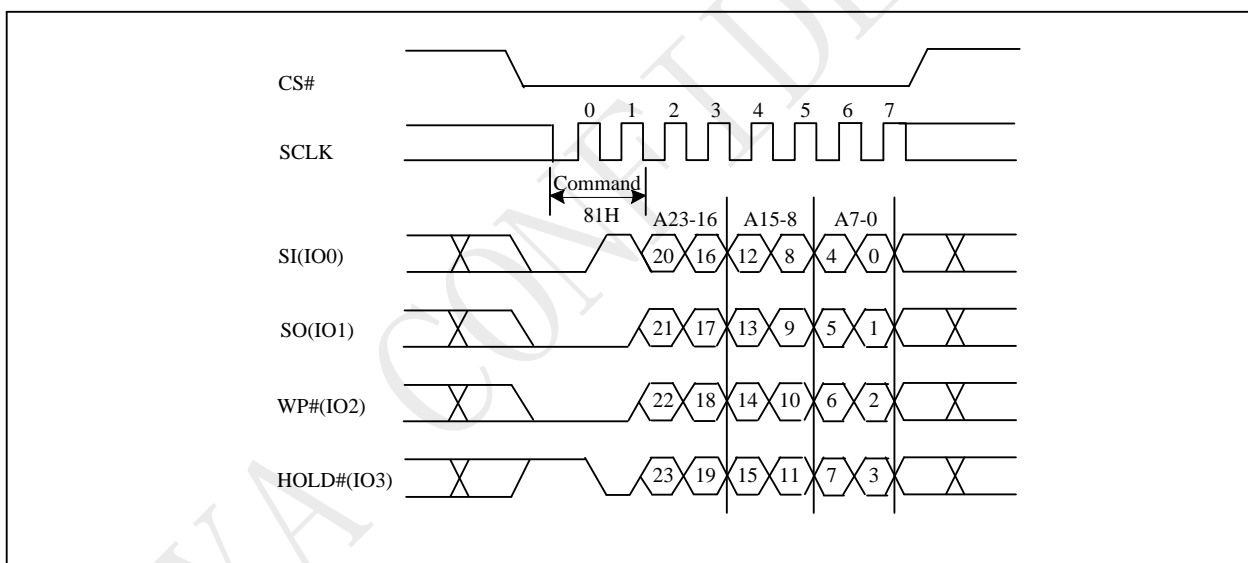 CS#
0 1 2 3 4 5 6 7
SCLK
Command
81H
A23-16 A15-8 A7-0
SI(IO0) 20 16 12 8 4 0
SO(IO1) 21 17 13 9 5 1
WP#(IO2) 22 18 14 10 6 2
HOLD#(IO3) 23 19 15 11 7 3